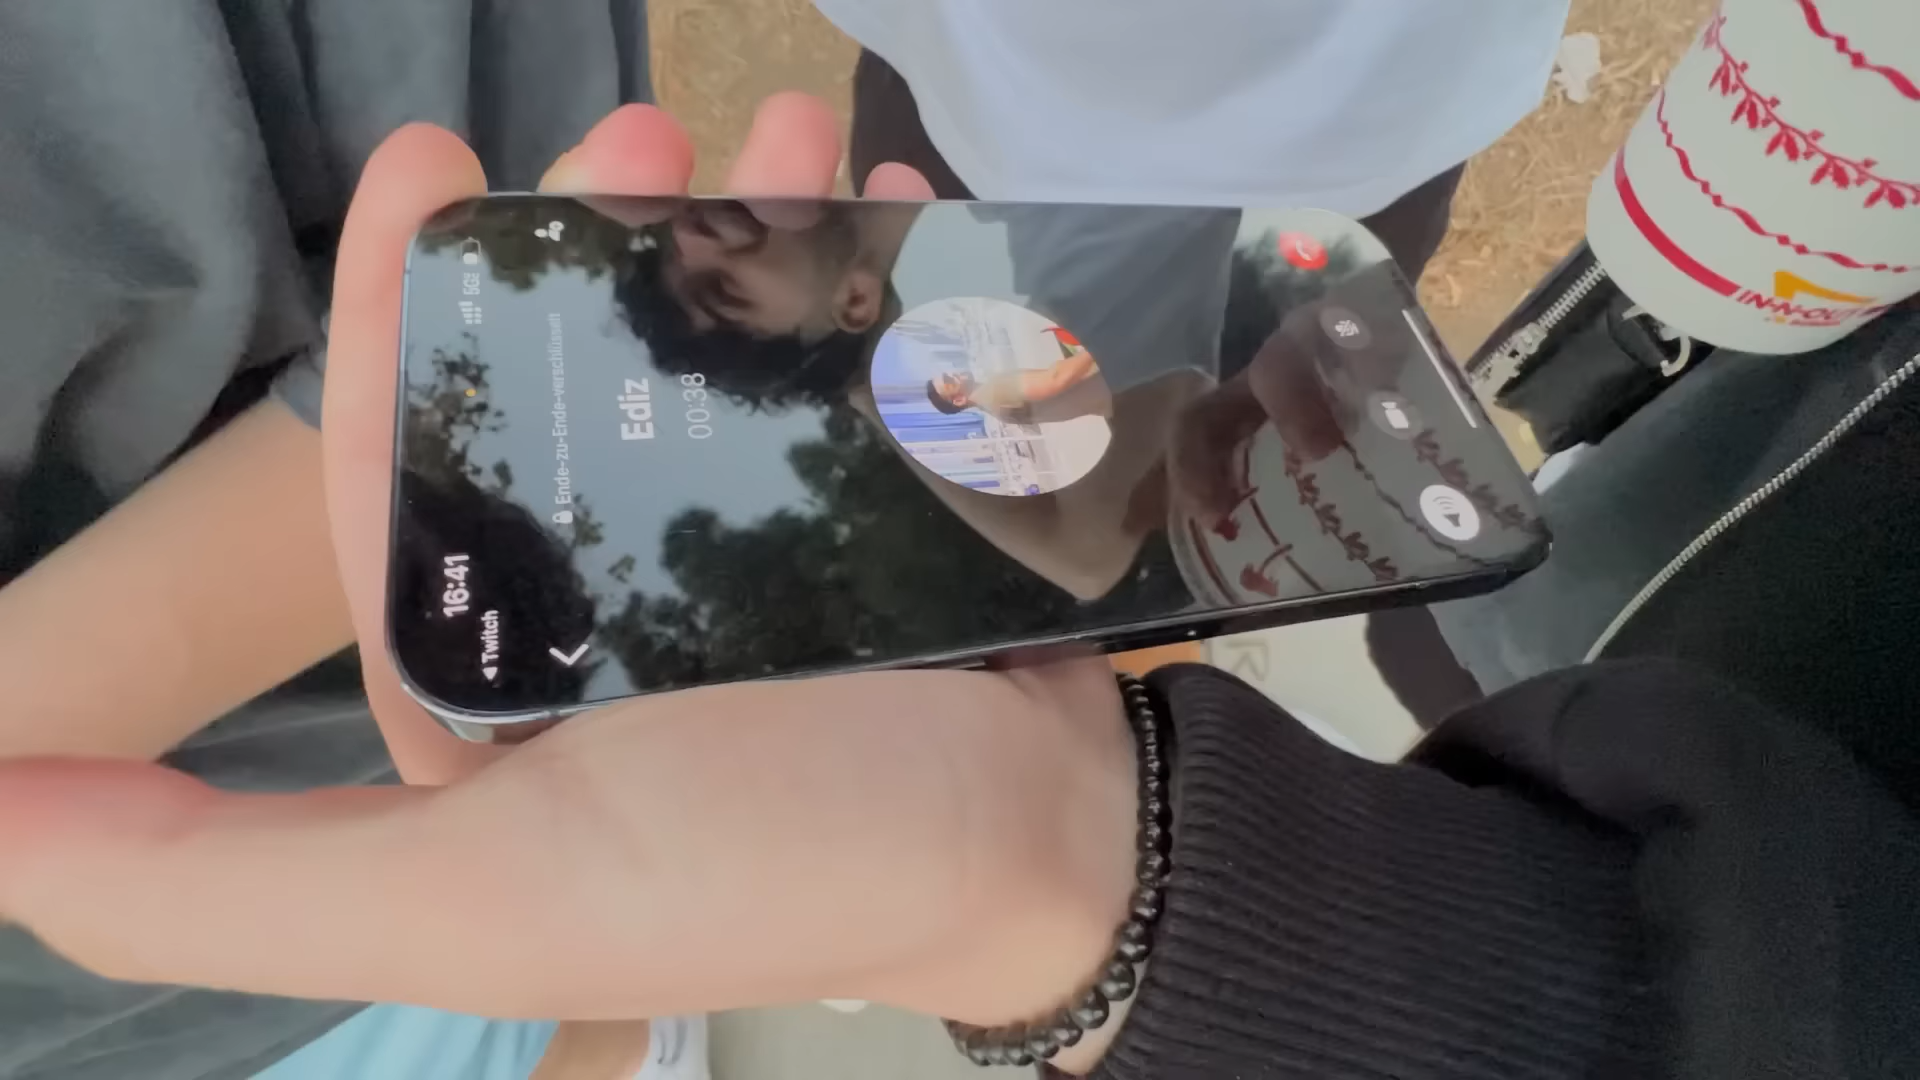 16:41
5G
◀ Twitch
Ende-zu-Ende-verschlüsselt
Ediz
00:38
IN-N-OUT